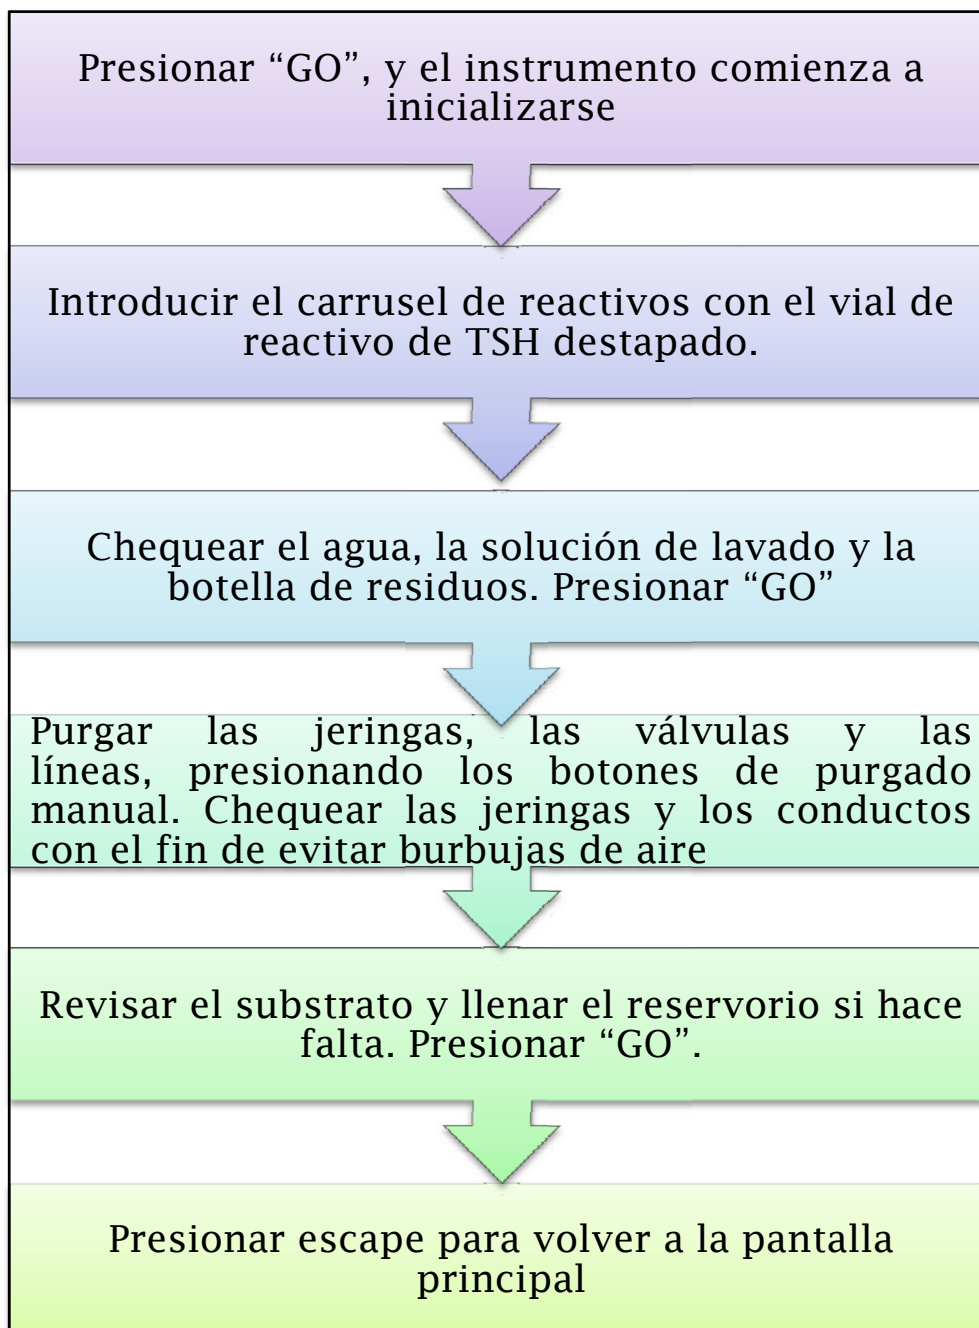 Presionar “GO”, y el instrumento comienza a
inicializarse
Introducir el carrusel de reactivos con el vial de
reactivo de TSH destapado.
Chequear el agua, la solución de lavado y la
botella de residuos. Presionar “GO”
Purgar las jeringas, las válvulas y las
líneas, presionando los botones de purgado
manual. Chequear las jeringas y los conductos
con el fin de evitar burbujas de aire
Revisar el substrato y llenar el reservorio si hace
falta. Presionar “GO”.
Presionar escape para volver a la pantalla
principal